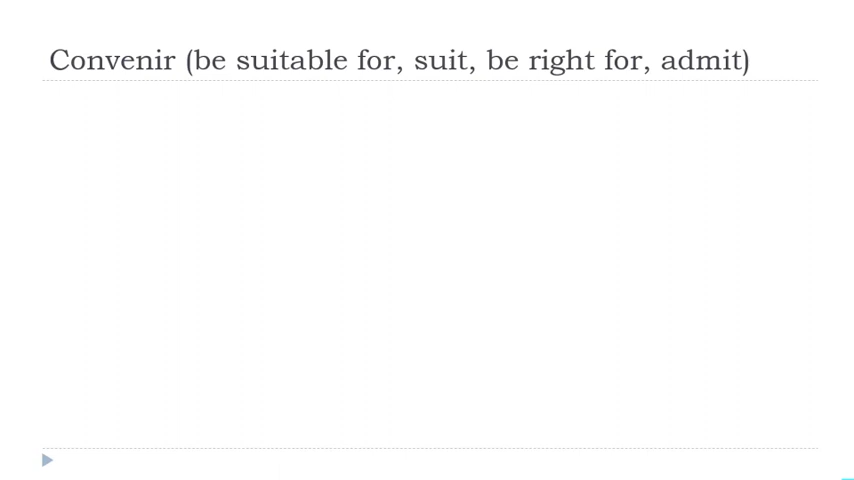 Convenir (be suitable for, suit, be right for, admit)